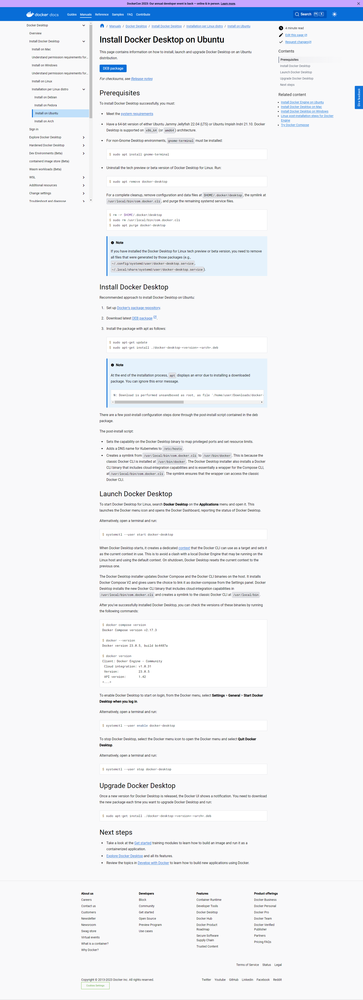 DockerCon 2023: Our annual developer event is back — online & in person. Learn more.
docker docs
Guides Manuals Reference Samples FAQ Contribute
Search CTRL K
Docker Desktop
Overview
Install Docker Desktop
Install on Mac
Understand permission requirements for...
Install on Windows
Understand permission requirements for...
Install on Linux
Installation per Linux distro
Install on Debian
Install on Fedora
Install on Ubuntu
Install on Arch
Sign in
Explore Docker Desktop
Hardened Docker Desktop
Dev Environments (Beta)
containerd image store (Beta)
Wasm workloads (Beta)
WSL
Additional resources
Change settings
Troubleshoot and diagnose
/ Manuals / Docker Desktop / Install Docker Desktop / Installation per Linux distro / Install on Ubuntu
Install Docker Desktop on Ubuntu
This page contains information on how to install, launch and upgrade Docker Desktop on an Ubuntu
distribution.
DEB package
For checksums, see Release notes
Prerequisites
To install Docker Desktop successfully, you must:
• Meet the system requirements
• Have a 64-bit version of either Ubuntu Jammy Jellyfish 22.04 (LTS) or Ubuntu Impish Indri 21.10. Docker
Desktop is supported on x86_64 (or amd64) architecture.
• For non-Gnome Desktop environments, gnome-terminal must be installed:
$ sudo apt install gnome-terminal
• Uninstall the tech preview or beta version of Docker Desktop for Linux. Run:
$ sudo apt remove docker-desktop
For a complete cleanup, remove configuration and data files at $HOME/.docker/desktop, the symlink at
/usr/local/bin/com.docker.cli, and purge the remaining systemd service files.
$ rm -r $HOME/.docker/desktop
$ sudo rm /usr/local/bin/com.docker.cli
$ sudo apt purge docker-desktop
Note
If you have installed the Docker Desktop for Linux tech preview or beta version, you need to remove
all files that were generated by those packages (e.g.,
~/.config/systemd/user/docker-desktop.service,
~/.local/share/systemd/user/docker-desktop.service).
Install Docker Desktop
Recommended approach to install Docker Desktop on Ubuntu:
1. Set up Docker's package repository.
2. Download latest DEB package.
3. Install the package with apt as follows:
$ sudo apt-get update
$ sudo apt-get install ./docker-desktop-<version>-<arch>.deb
Note
At the end of the installation process, apt displays an error due to installing a downloaded
package. You can ignore this error message.
N: Download is performed unsandboxed as root, as file '/home/user/Downloads/docker-
There are a few post-install configuration steps done through the post-install script contained in the deb
package.
The post-install script:
• Sets the capability on the Docker Desktop binary to map privileged ports and set resource limits.
• Adds a DNS name for Kubernetes to /etc/hosts.
• Creates a symlink from /usr/local/bin/com.docker.cli to /usr/bin/docker. This is because the
classic Docker CLI is installed at /usr/bin/docker. The Docker Desktop installer also installs a Docker
CLI binary that includes cloud-integration capabilities and is essentially a wrapper for the Compose CLI,
at /usr/local/bin/com.docker.cli. The symlink ensures that the wrapper can access the classic
Docker CLI.
Launch Docker Desktop
To start Docker Desktop for Linux, search Docker Desktop on the Applications menu and open it. This
launches the Docker menu icon and opens the Docker Dashboard, reporting the status of Docker Desktop.
Alternatively, open a terminal and run:
$ systemctl --user start docker-desktop
When Docker Desktop starts, it creates a dedicated context that the Docker CLI can use as a target and sets it
as the current context in use. This is to avoid a clash with a local Docker Engine that may be running on the
Linux host and using the default context. On shutdown, Docker Desktop resets the current context to the
previous one.
The Docker Desktop installer updates Docker Compose and the Docker CLI binaries on the host. It installs
Docker Compose V2 and gives users the choice to link it as docker-compose from the Settings panel. Docker
Desktop installs the new Docker CLI binary that includes cloud-integration capabilities in
/usr/local/bin/com.docker.cli and creates a symlink to the classic Docker CLI at /usr/local/bin.
After you've successfully installed Docker Desktop, you can check the versions of these binaries by running
the following commands:
$ docker compose version
Docker Compose version v2.17.3
$ docker --version
Docker version 23.0.5, build bc4487a
$ docker version
Client: Docker Engine - Community
Cloud integration: v1.0.31
Version: 23.0.5
API version: 1.42
<...>
To enable Docker Desktop to start on login, from the Docker menu, select Settings > General > Start Docker
Desktop when you log in.
Alternatively, open a terminal and run:
$ systemctl --user enable docker-desktop
To stop Docker Desktop, select the Docker menu icon to open the Docker menu and select Quit Docker
Desktop.
Alternatively, open a terminal and run:
$ systemctl --user stop docker-desktop
Upgrade Docker Desktop
Once a new version for Docker Desktop is released, the Docker UI shows a notification. You need to download
the new package each time you want to upgrade Docker Desktop and run:
$ sudo apt-get install ./docker-desktop-<version>-<arch>.deb
Next steps
• Take a look at the Get started training modules to learn how to build an image and run it as a
containerized application.
• Explore Docker Desktop and all its features.
• Review the topics in Develop with Docker to learn how to build new applications using Docker.
4 minute read
Edit this page
Request changes
Contents
Prerequisites
Install Docker Desktop
Launch Docker Desktop
Upgrade Docker Desktop
Next steps
Related content
• Install Docker Engine on Ubuntu
• Install Docker Desktop on Mac
• Install Docker Desktop on Windows
• Linux post-installation steps for Docker
Engine
• Try Docker Compose
Give feedback
About us
Careers
Contact us
Customers
Newsletter
Newsroom
Swag store
Virtual events
What is a container?
Why Docker?
Developers
Block
Community
Get started
Open Source
Preview Program
Use cases
Features
Container Runtime
Developer Tools
Docker Desktop
Docker Hub
Docker Product
Roadmap
Secure Software
Supply Chain
Trusted Content
Product offerings
Docker Business
Docker Personal
Docker Pro
Docker Team
Docker Verified
Publisher
Partners
Pricing FAQs
Terms of Service Status Legal
Copyright © 2013-2023 Docker Inc. All rights reserved.
Twitter Youtube GitHub Linkedin Facebook Reddit
Cookies Settings